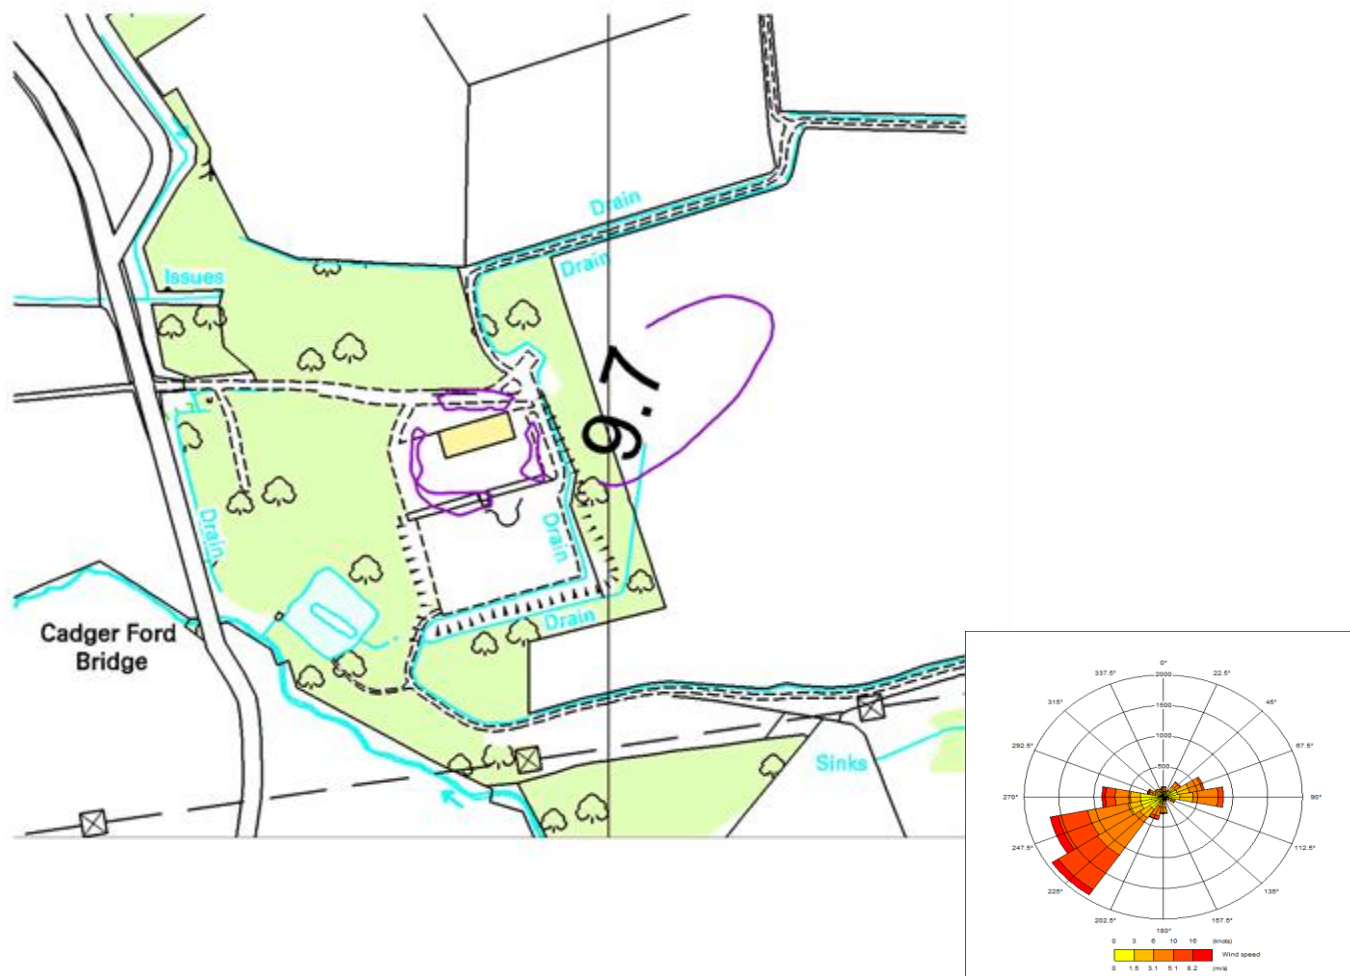 Drain
Drain
Issues
9.7
Drain
Drain
Drain
Cadger Ford
Bridge
Sinks
0°
337.5°
22.5°
2000
315°
45°
1500
1000
292.5°
67.5°
500
270°
90°
247.5°
112.5°
225°
135°
202.5°
157.5°
180°
0 3 6 10 16 (knots)
Wind speed
0 1.5 3.1 5.1 8.2 (m/s)